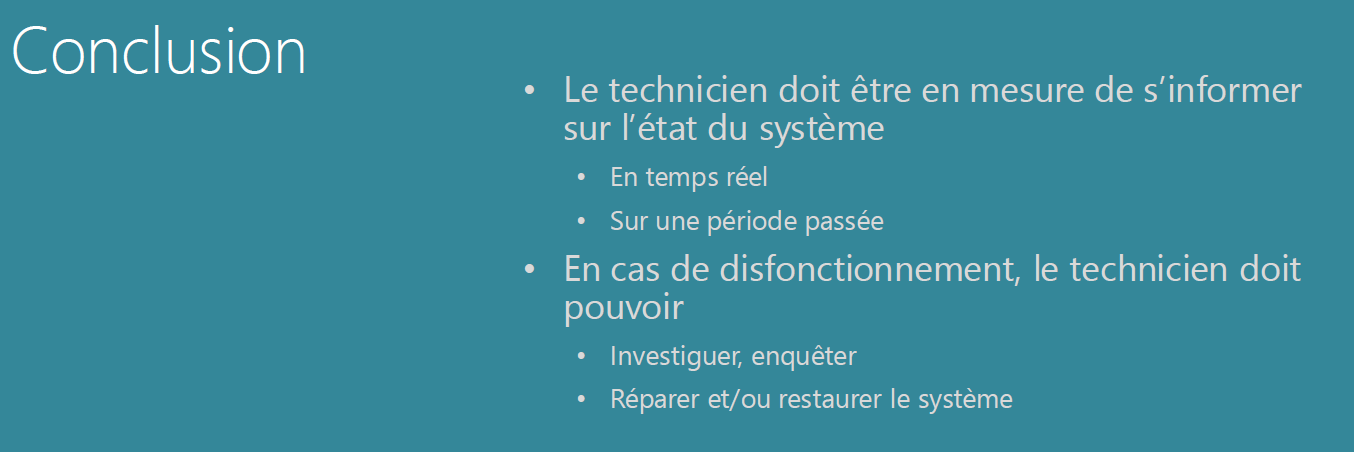 Conclusion
• Le technicien doit être en mesure de s’informer
sur l’état du système
• En temps réel
• Sur une période passée
• En cas de disfonctionnement, le technicien doit
pouvoir
• Investiguer, enquêter
• Réparer et/ou restaurer le système